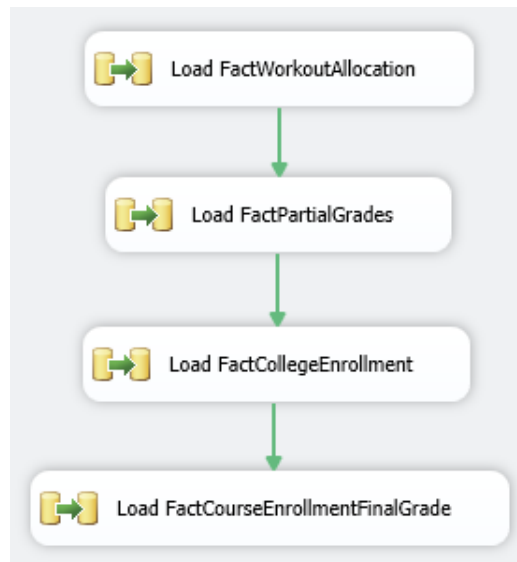 Load FactWorkoutAllocation
Load FactPartialGrades
Load FactCollegeEnrollment
Load FactCourseEnrollmentFinalGrade